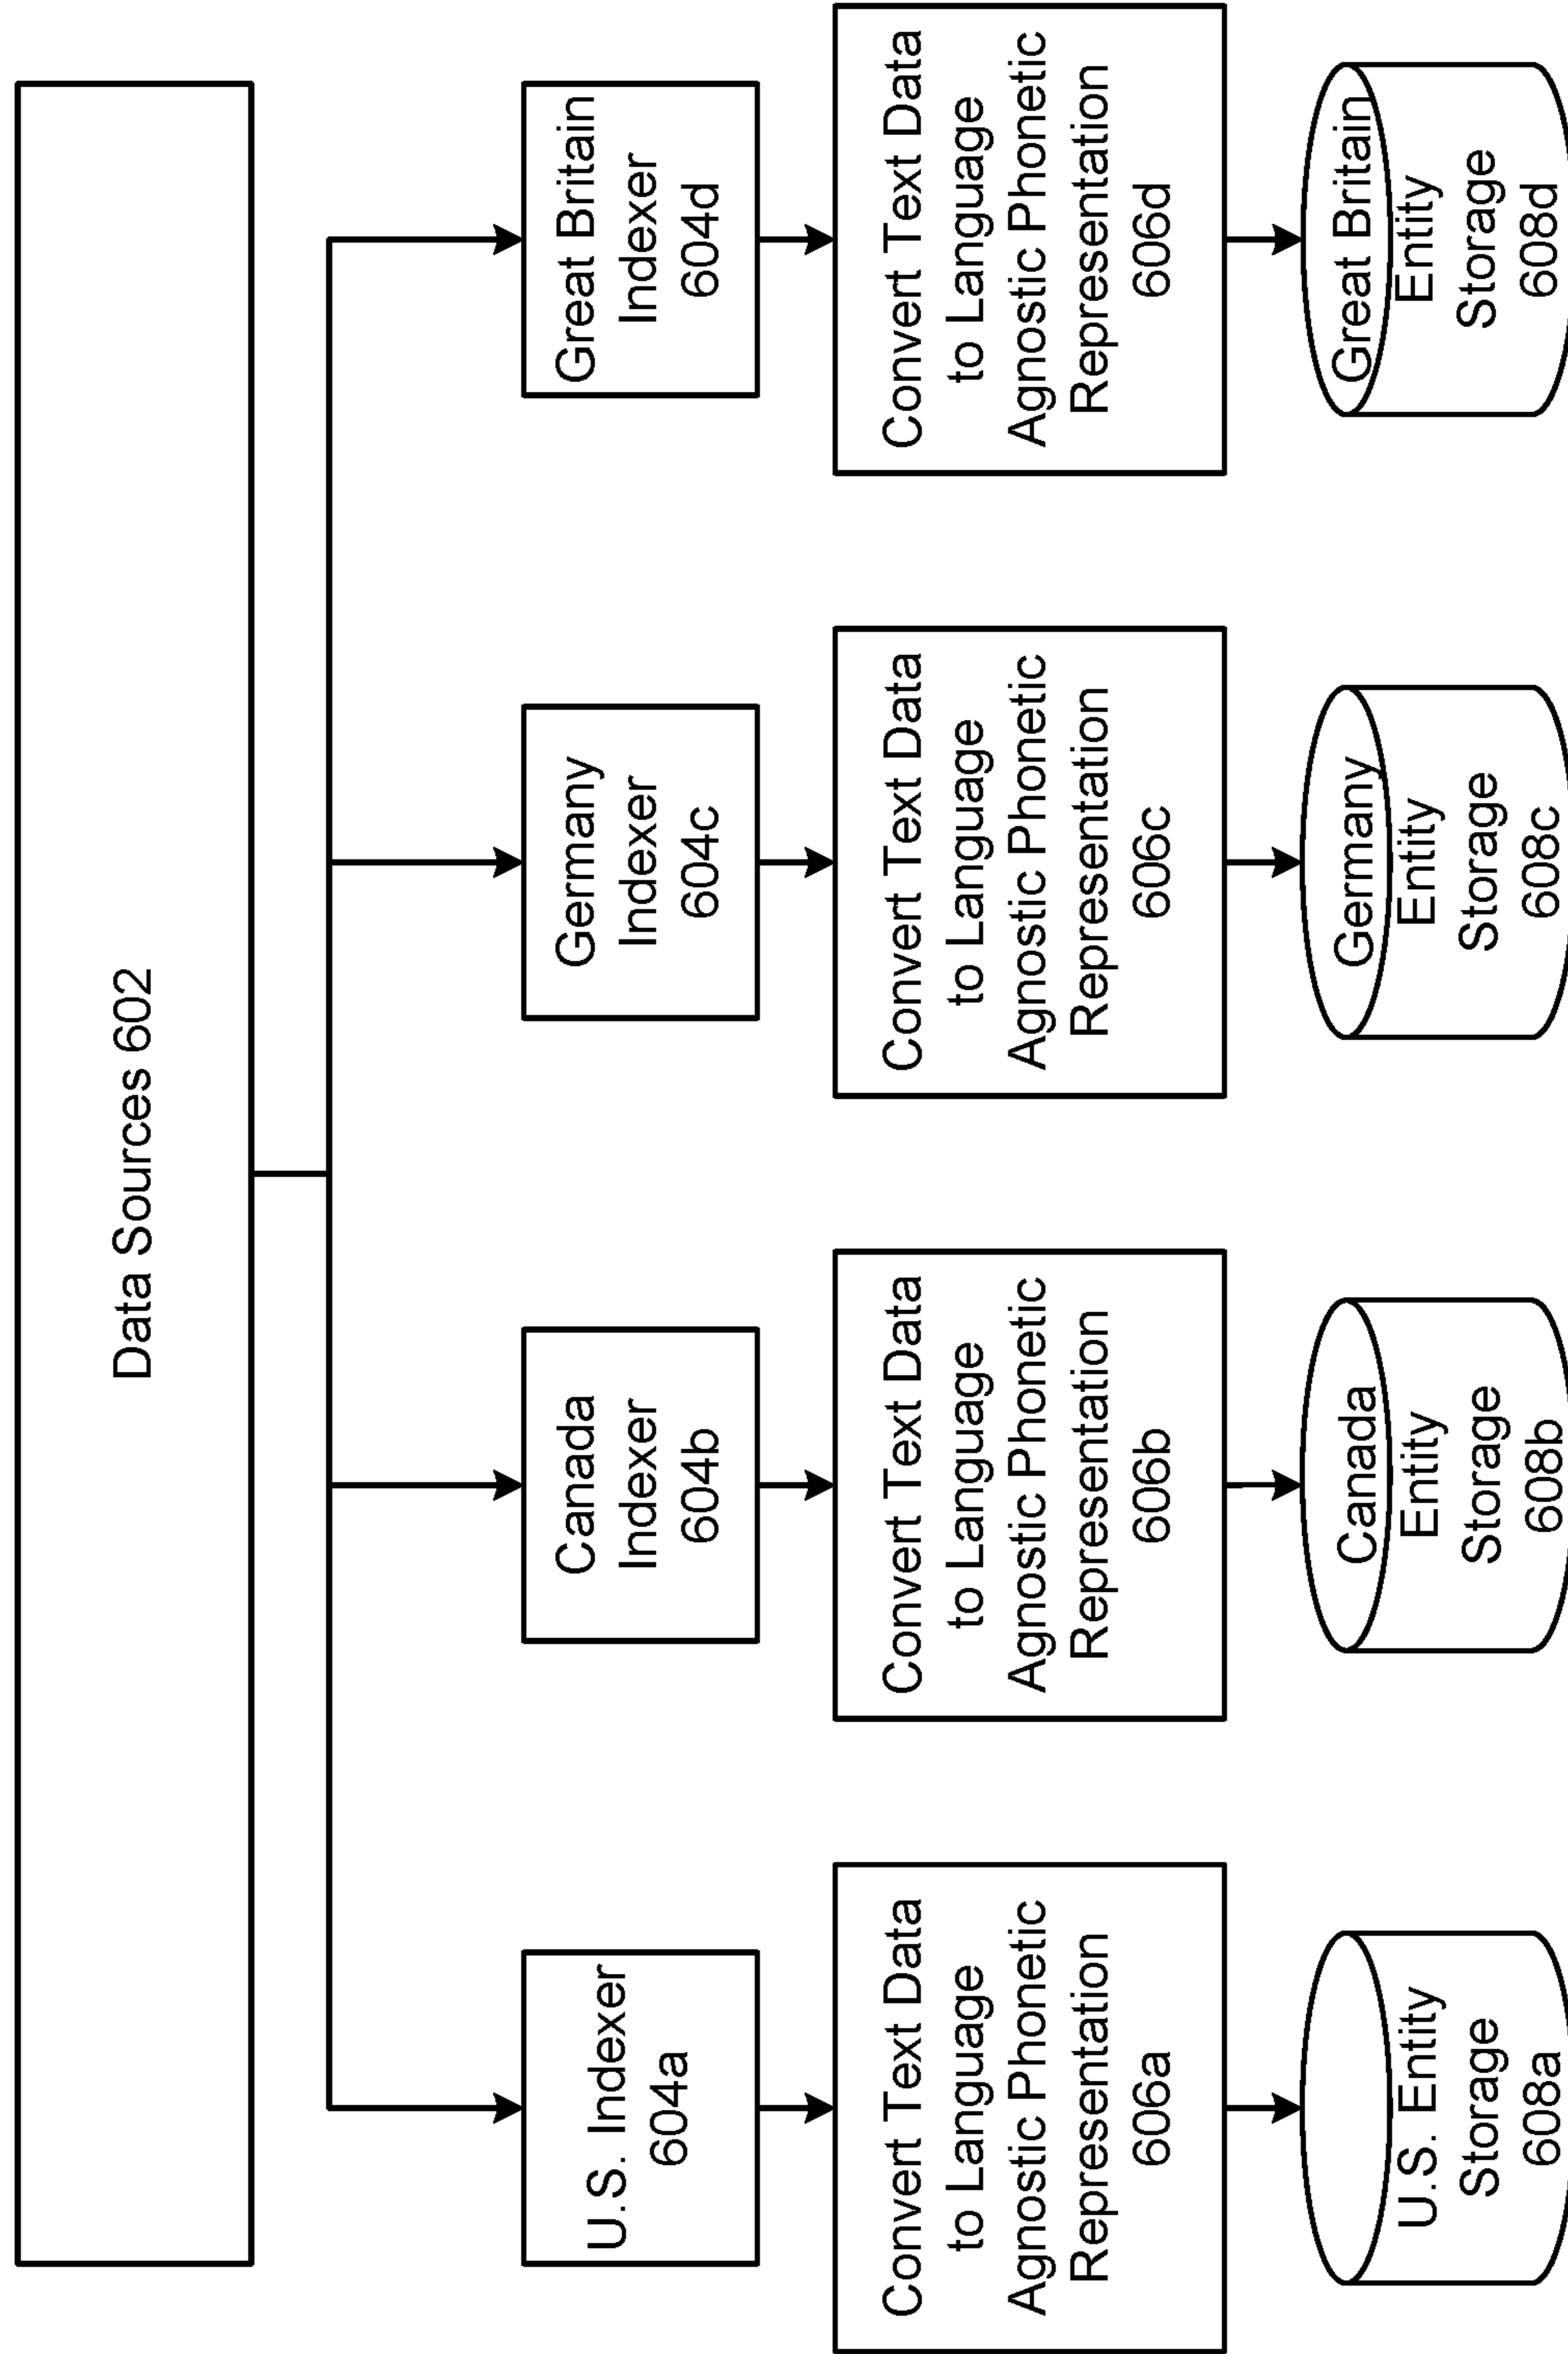 Data Sources 602
U.S. Indexer
604a
Canada
Indexer
604b
Germany
Indexer
604c
Great Britain
Indexer
604d
Convert Text Data
to Language
Agnostic Phonetic
Representation
606a
Convert Text Data
to Language
Agnostic Phonetic
Representation
606b
Convert Text Data
to Language
Agnostic Phonetic
Representation
606c
Convert Text Data
to Language
Agnostic Phonetic
Representation
606d
U.S. Entity
Storage
608a
Canada
Entity
Storage
608b
Germany
Entity
Storage
608c
Great Britain
Entity
Storage
608d